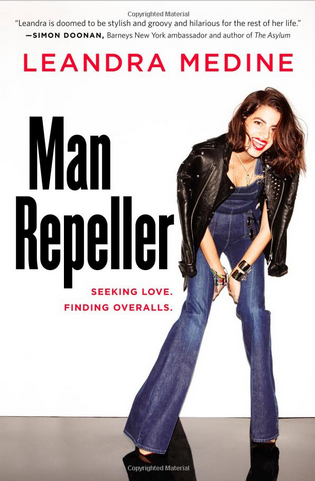 Copyrighted Material
"Leandra is doomed to be stylish and groovy and hilarious for the rest of her life."
—SIMON DOONAN, Barneys New York ambassador and author of The Asylum
LEANDRA MEDINE
Man
Repeller
SEEKING LOVE.
FINDING OVERALLS.
Copyrighted Material